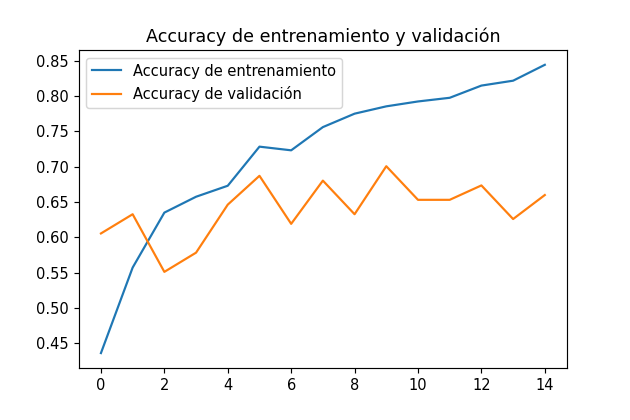 Accuracy de entrenamiento y validación
Accuracy de entrenamiento
Accuracy de validación
0.85
0.80
0.75
0.70
0.65
0.60
0.55
0.50
0.45
0 2 4 6 8 10 12 14